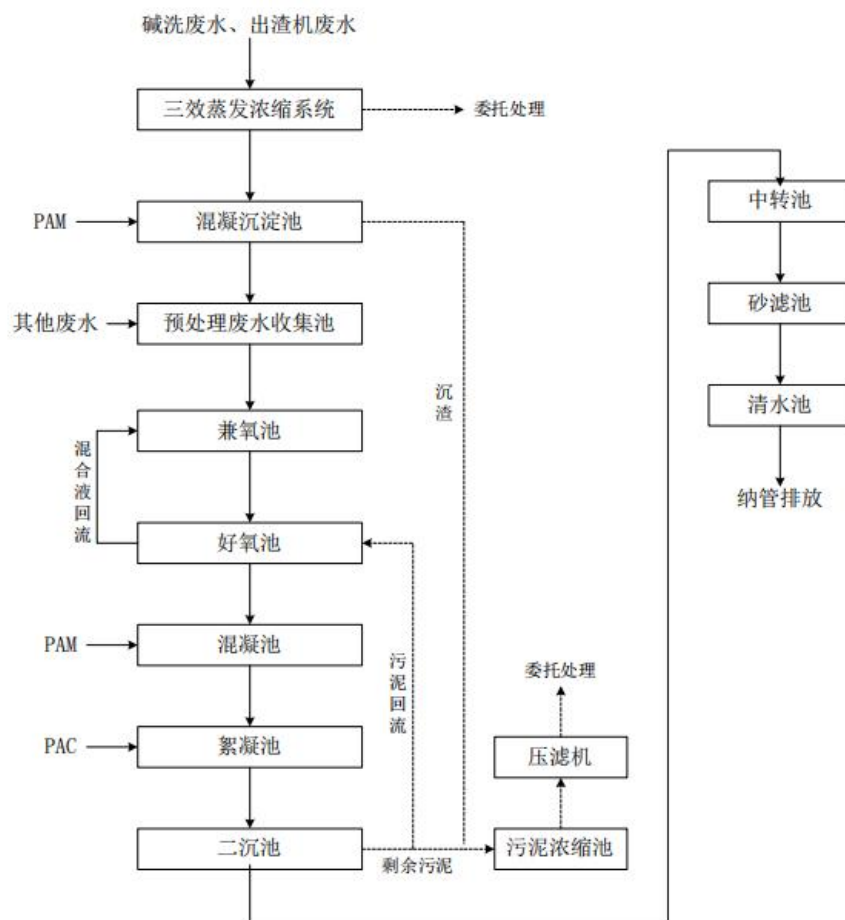 碱洗废水、出渣机废水
三效蒸发浓缩系统
委托处理
PAM
混凝沉淀池
其他废水
预处理废水收集池
沉渣
兼氧池
混合液回流
好氧池
污泥回流
PAM
混凝池
PAC
絮凝池
二沉池
剩余污泥
污泥浓缩池
压滤机
委托处理
中转池
砂滤池
清水池
纳管排放